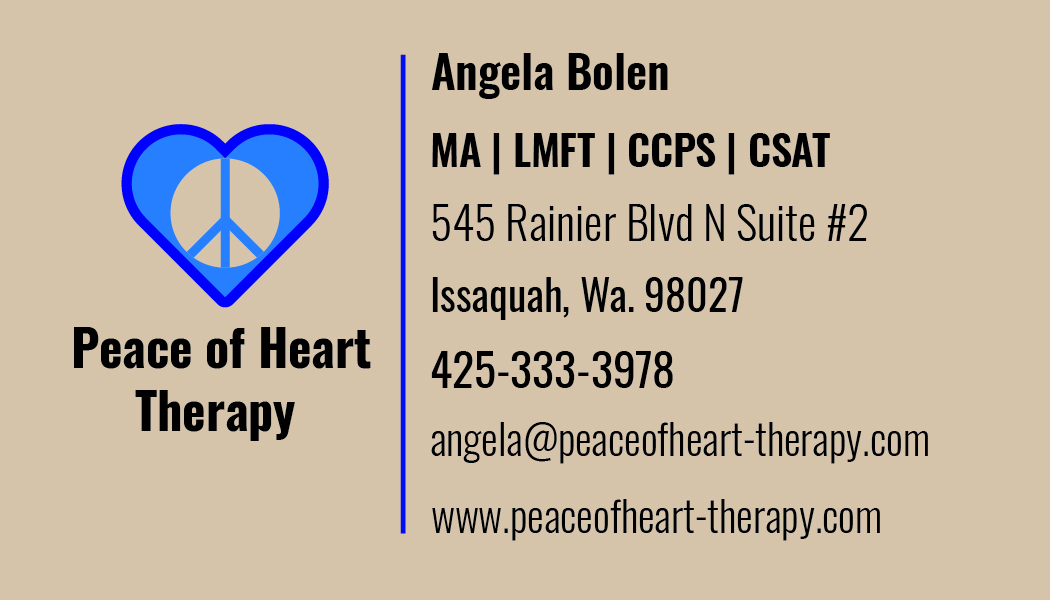 Peace of Heart
Therapy
Angela Bolen
MA | LMFT | CCPS | CSAT
545 Rainier Blvd N Suite #2
Issaquah, Wa. 98027
425-333-3978
angela@peaceofheart-therapy.com
www.peaceofheart-therapy.com